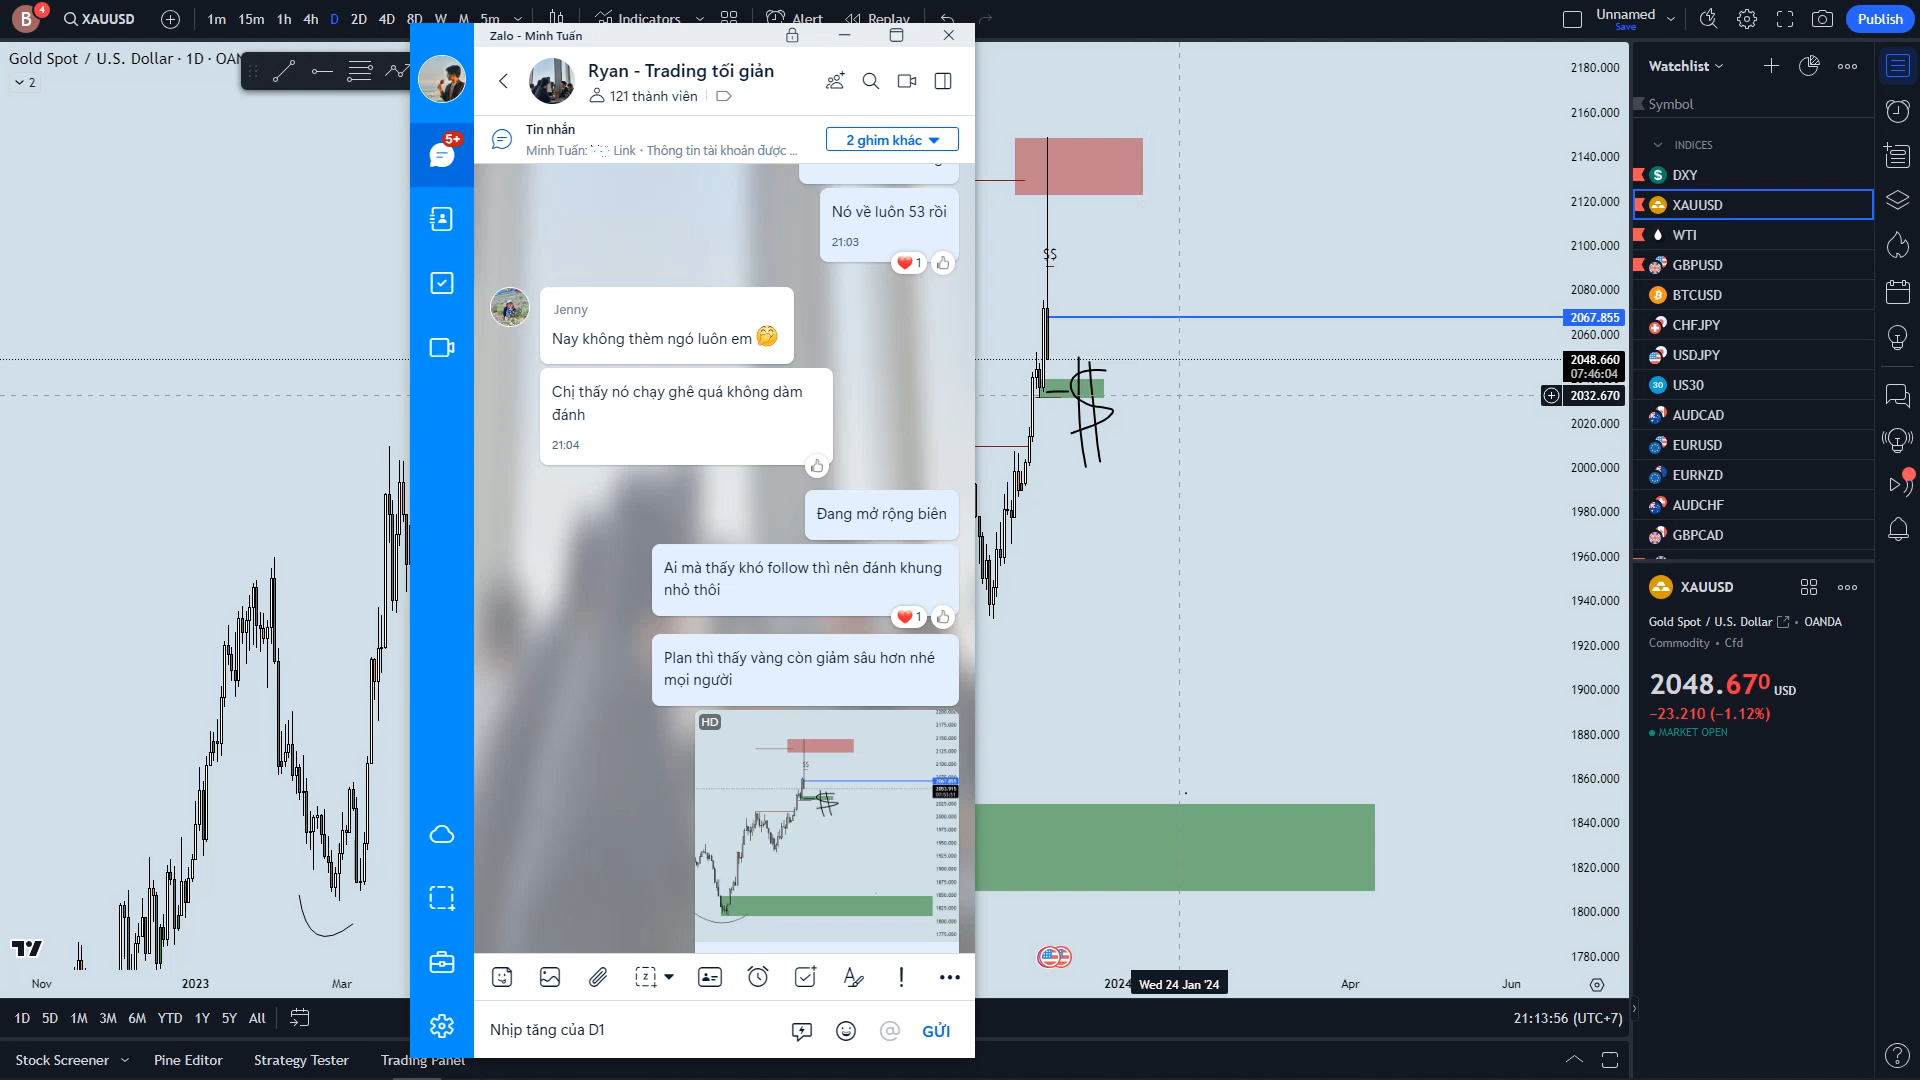 B
4
XAUUSD
1m
15m
1h
4h
D
2D
4D
8D
W
M
5m
Indicators
Alert
Replay
Unnamed
Save
Publish
Gold Spot / U.S. Dollar · 1D ·
2
Zalo - Minh Tuấn
Ryan - Trading tối giản
121 thành viên
Tin nhắn
Minh Tuấn:
Link · Thông tin tài khoản được ...
2 ghim khác
5+
Nó về luôn 53 rồi
21:03
1
Jenny
Nay không thèm ngó luôn em
Chị thấy nó chạy ghê quá không dàm
đánh
21:04
Đang mở rộng biên
Ai mà thấy khó follow thì nên đánh khung
nhỏ thôi
1
Plan thì thấy vàng còn giảm sâu hơn nhé
mọi người
HD
$$
Nhịp tăng của D1
GỬI
$$
$
2180.000
2160.000
2140.000
2120.000
2100.000
2080.000
2067.855
2060.000
2048.660
07:46:04
2032.670
2020.000
2000.000
1980.000
1960.000
1940.000
1920.000
1900.000
1880.000
1860.000
1840.000
1820.000
1800.000
1780.000
Nov
2023
Mar
2024
Wed 24 Jan '24
Apr
Jun
1D
5D
1M
3M
6M
YTD
1Y
5Y
All
21:13:56 (UTC+7)
Stock Screener
Pine Editor
Strategy Tester
Trading Panel
Watchlist
Symbol
INDICES
DXY
XAUUSD
WTI
GBPUSD
BTCUSD
CHFJPY
USDJPY
30
US30
AUDCAD
EURUSD
EURNZD
AUDCHF
GBPCAD
XAUUSD
Gold Spot / U.S. Dollar · OANDA
Commodity · Cfd
2048.670 USD
−23.210 (−1.12%)
MARKET OPEN